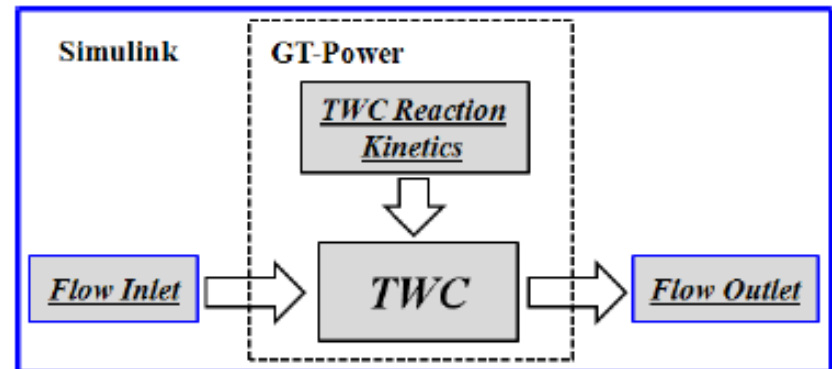 Simulink
GT-Power
TWC Reaction
Kinetics
Flow Inlet
TWC
Flow Outlet